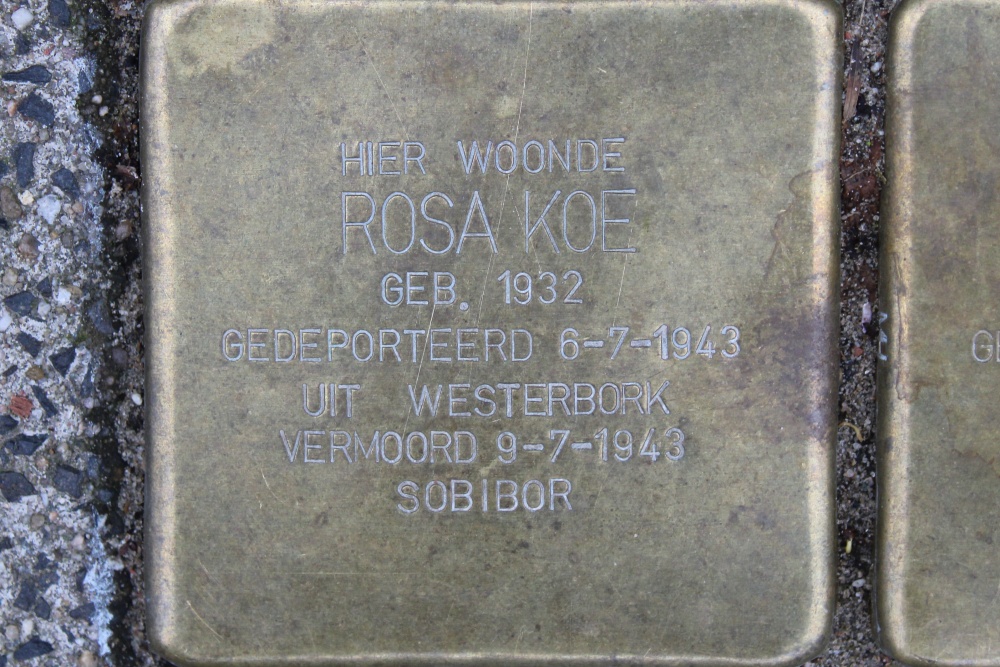 HIER WOONDE
ROSA KOE
GEB. 1932
GEDEPORTEERD 6-7-1943
UIT WESTERBORK
VERMOORD 9-7-1943
SOBIBOR